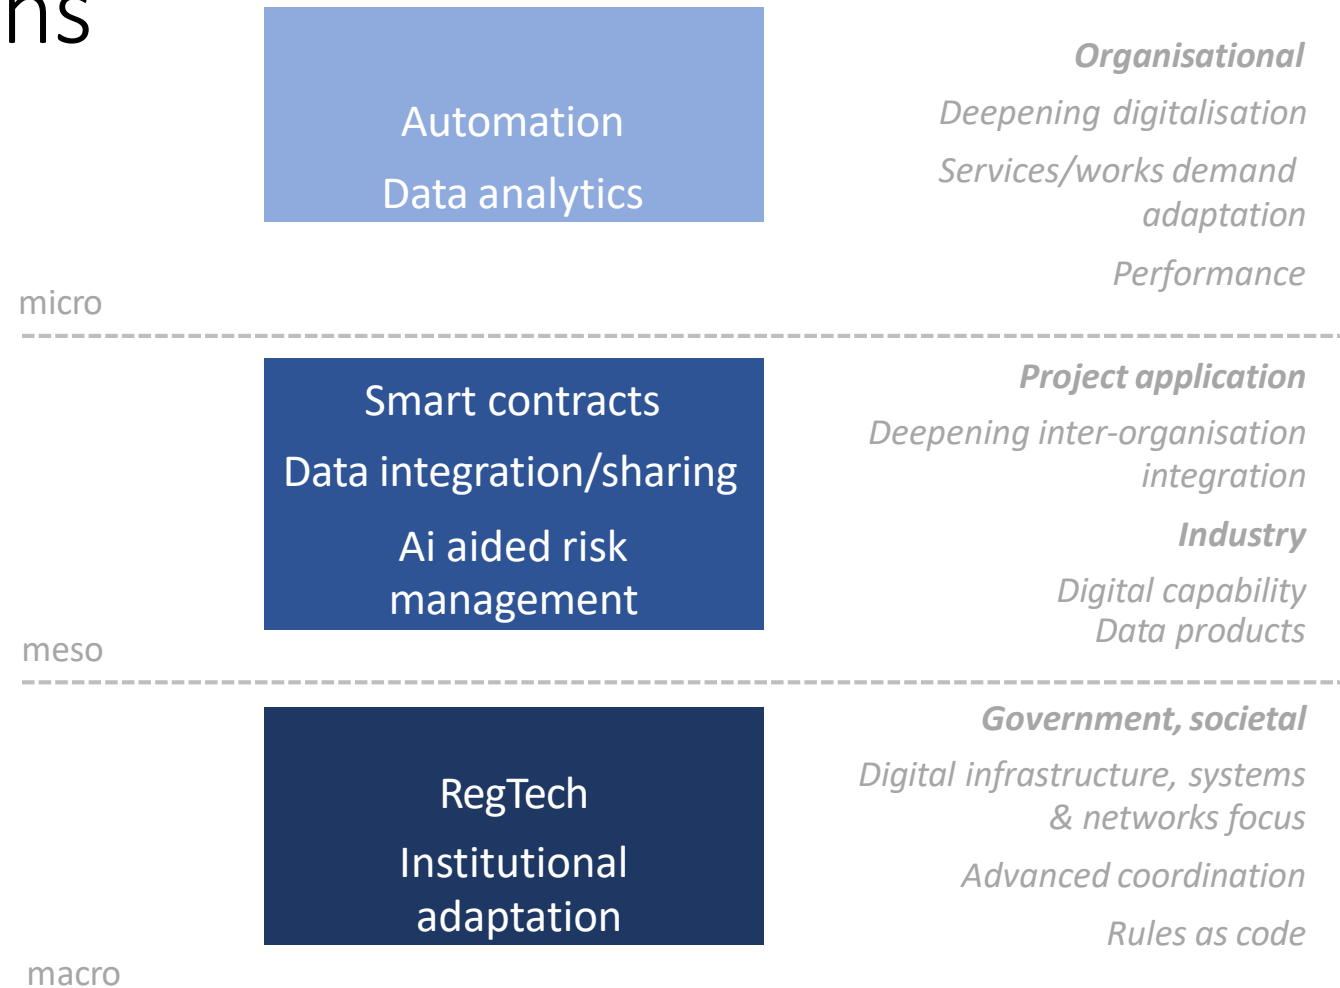 ns
Automation
Data analytics
Organisational
Deepening digitalisation
Services/works demand
adaptation
Performance
micro
Smart contracts
Data integration/sharing
Ai aided risk
management
Project application
Deepening inter-organisation
integration
Industry
Digital capability
Data products
meso
RegTech
Institutional
adaptation
Government, societal
Digital infrastructure, systems
& networks focus
Advanced coordination
Rules as code
macro